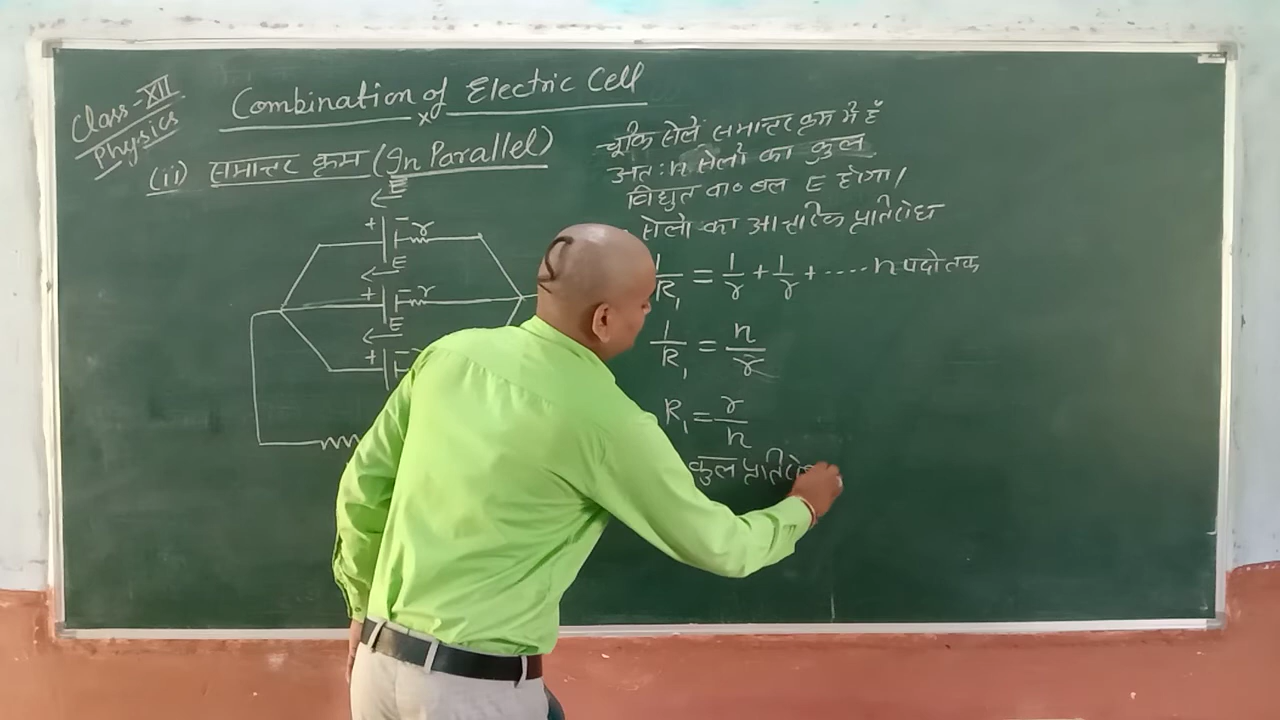 Class-XII
Physics
Combination of Electric Cell
x
(ii) समान्तर क्रम (In Parallel)
E
+ - r
E
+ - r
E
+
चूंकि सेलें समान्तर क्रम में हैं
अतः n सेलों का कुल
विद्युत वा० बल E होगा।
सेलों का आन्तरिक प्रतिरोध
1/R₁ = 1/r + 1/r + ---- n पदों तक
1/R₁ = n/r
R₁ = r/n
कुल प्रतिरो